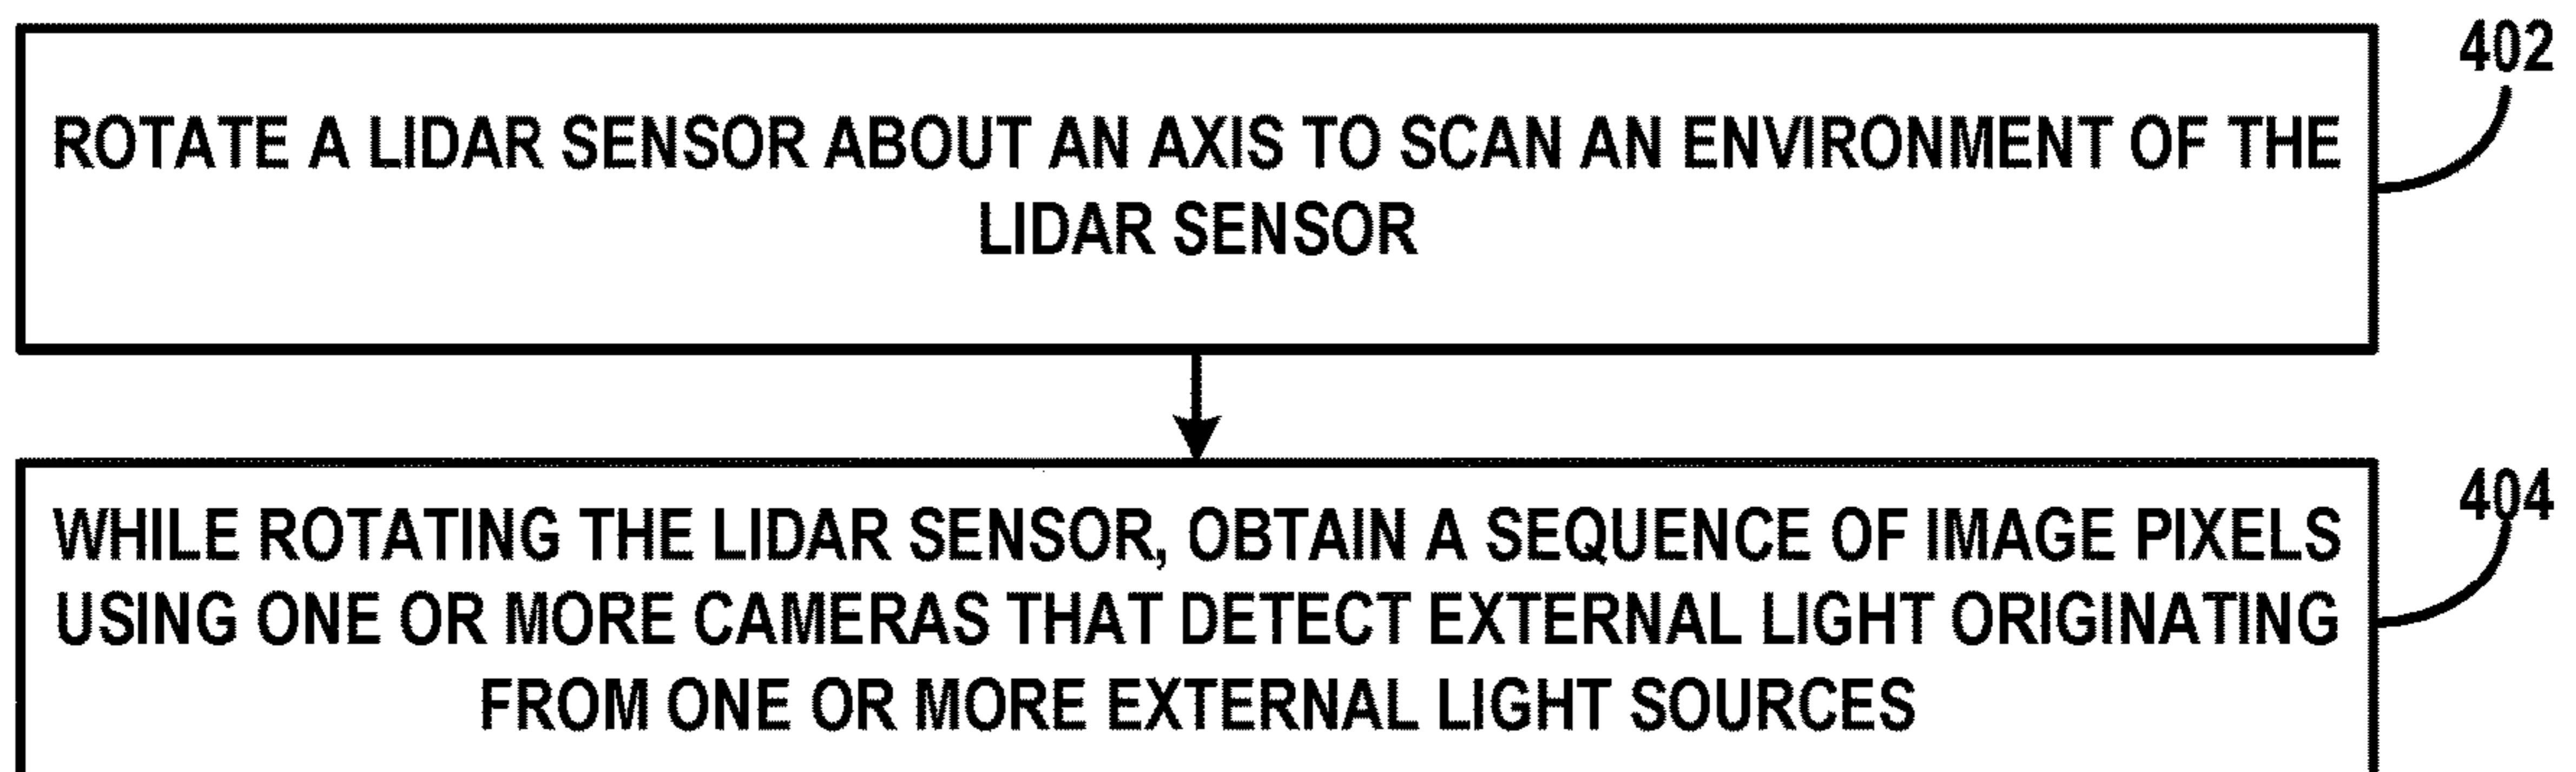 402
ROTATE A LIDAR SENSOR ABOUT AN AXIS TO SCAN AN ENVIRONMENT OF THE
LIDAR SENSOR
404
WHILE ROTATING THE LIDAR SENSOR, OBTAIN A SEQUENCE OF IMAGE PIXELS
USING ONE OR MORE CAMERAS THAT DETECT EXTERNAL LIGHT ORIGINATING
FROM ONE OR MORE EXTERNAL LIGHT SOURCES